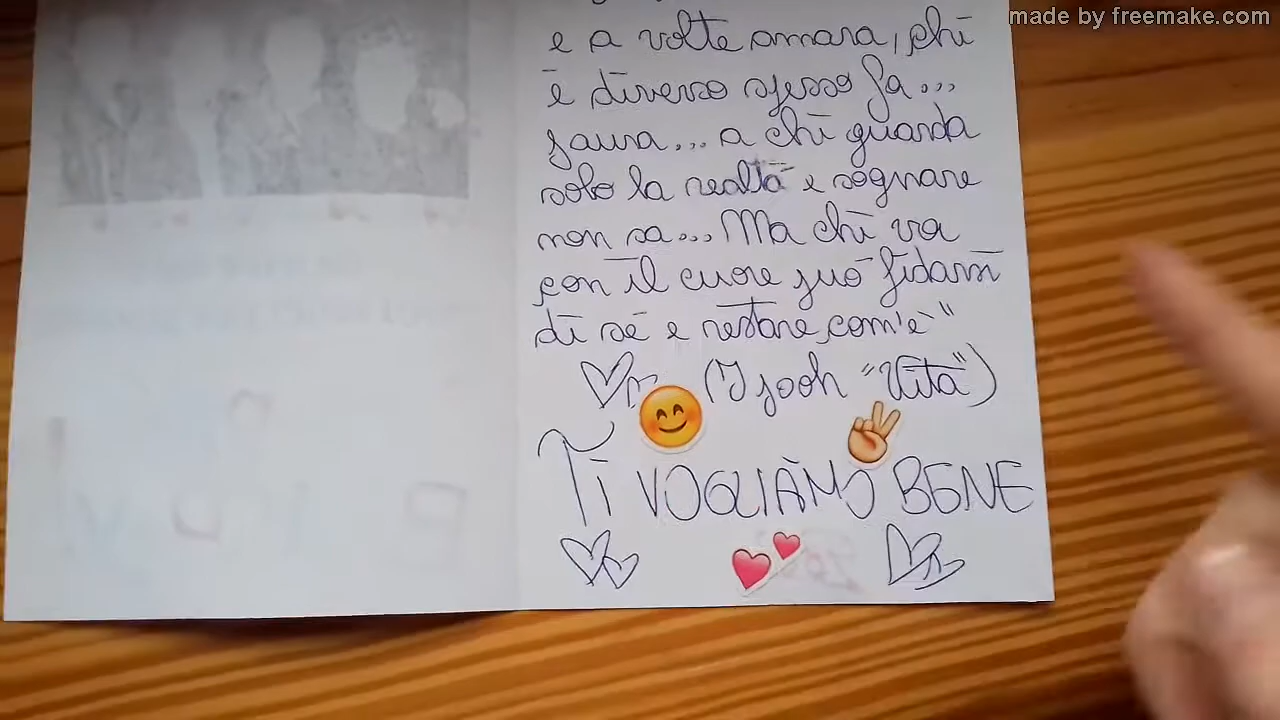 made by freemake.com
e a volte amara, chi
è diverso spesso fa...
paura... a chi guarda
solo la realtà e sognare
non sa... Ma chi va
con il cuore può fidarsi
di sé e restare com'è"
(I pooh "Vita")
Ti VOGLIAMO BENE